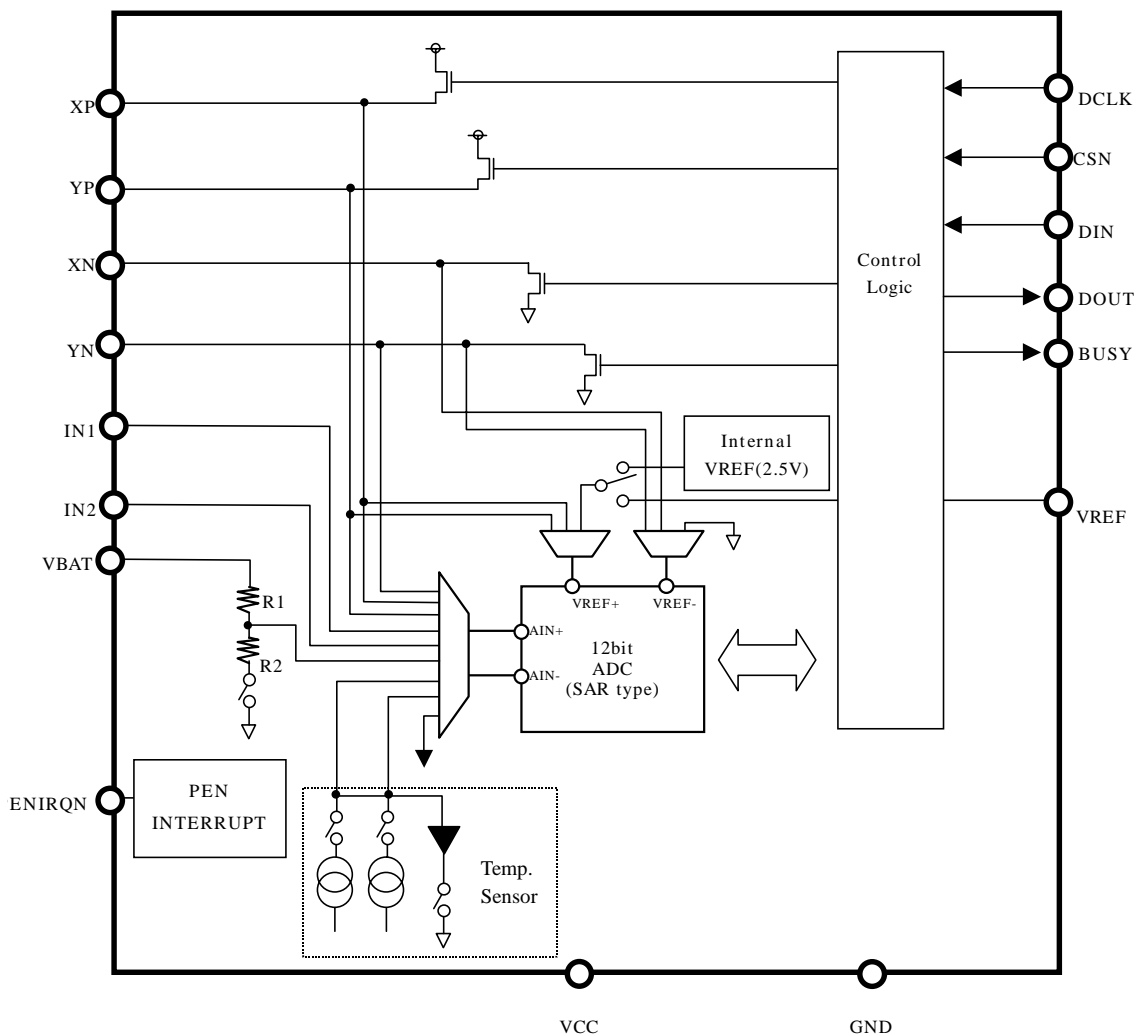 XP
YP
XN
YN
IN1
IN2
VBAT
ENIRQN
R1
R2
PEN
INTERRUPT
Temp.
Sensor
Internal
VREF(2.5V)
VREF+
VREF-
AIN+
AIN-
12bit
ADC
(SAR type)
Control
Logic
DCLK
CSN
DIN
DOUT
BUSY
VREF
VCC
GND